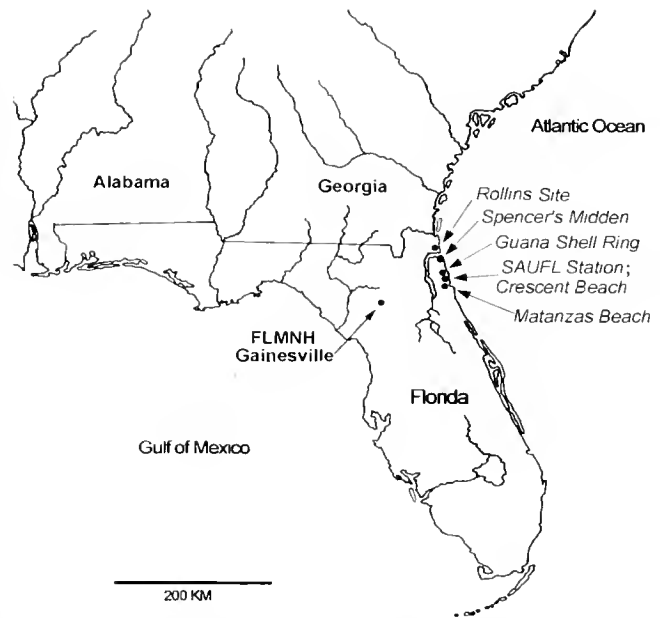 Atlantic Ocean
Alabama
Georgia
Rollins Site
Spencer's Midden
Guana Shell Ring
SAUFL Station;
Crescent Beach
Matanzas Beach
FLMNH
Gainesville
Florida
Gulf of Mexico
200 KM